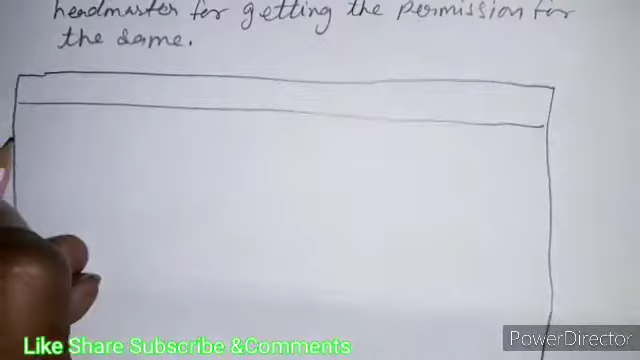 headmaster for getting the permission for
the same.
Like Share Subscribe &Comments
PowerDirector